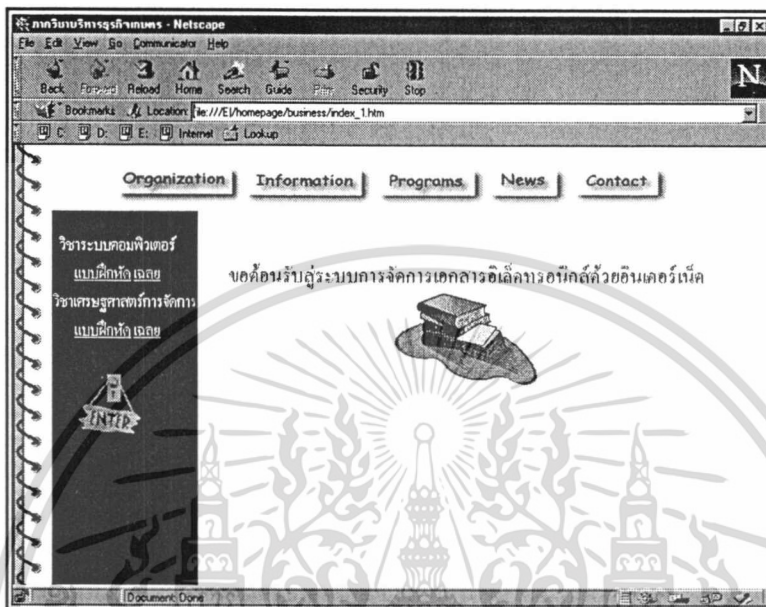 ภาควิชาบริหารธุรกิจเกษตร - Netscape
File Edit View Go Communicator Help
Back Forward Reload Home Search Guide Print Security Stop
N
Bookmarks Location: file:///E|/homepage/business/index_1.htm
C: D: E: Internet Lookup
Organization Information Programs News Contact
วิชาระบบคอมพิวเตอร์
แบบฝึกหัด เฉลย
วิชาเศรษฐศาสตร์การจัดการ
แบบฝึกหัด เฉลย
ENTER
ขอต้อนรับสู่ระบบการจัดการเอกสารอิเล็คทรอนิกส์ด้วยอินเตอร์เน็ต
Document: Done